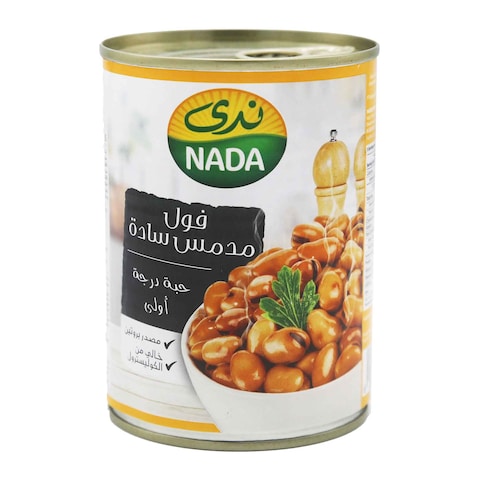 ندى
NADA
فول
مدمس سادة
حبة درجة
أولى
مصدر بروتين
خالي من
الكوليسترول